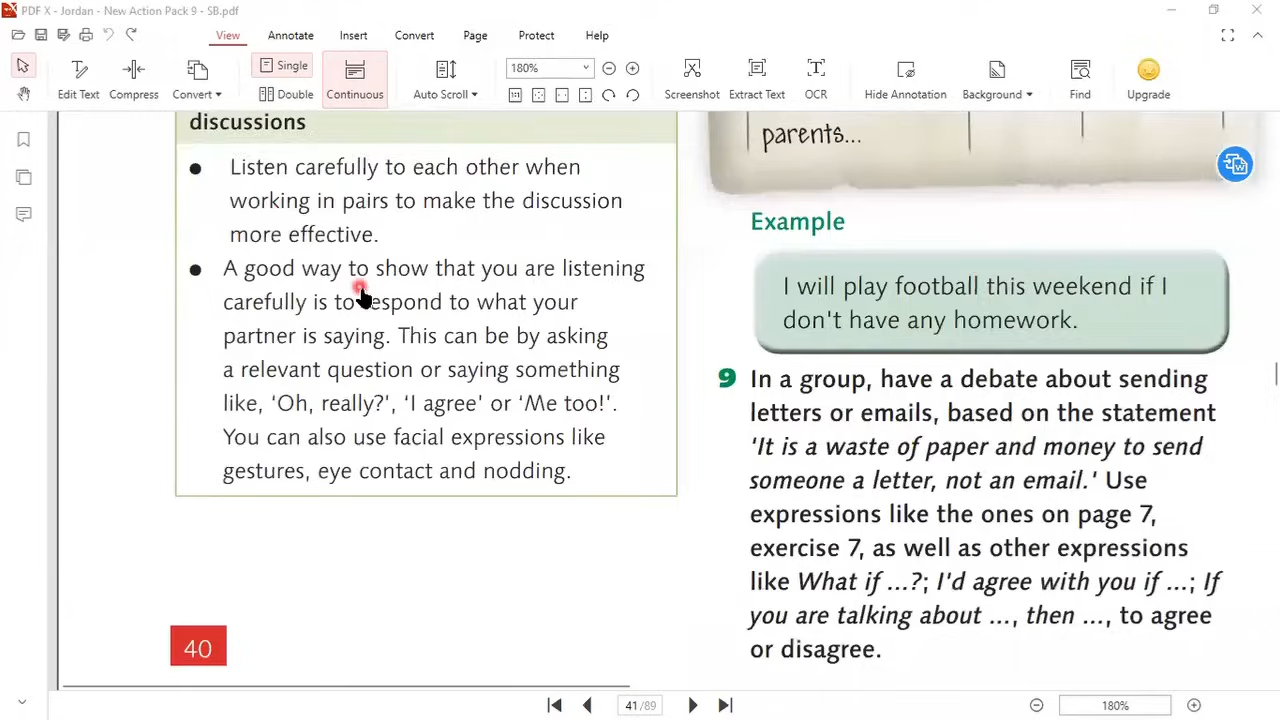 PDF X - Jordan - New Action Pack 9 - SB.pdf
View
Annotate
Insert
Convert
Page
Protect
Help
Edit Text
Compress
Convert
Single
Double
Continuous
Auto Scroll
180%
Screenshot
Extract Text
OCR
Hide Annotation
Background
Find
Upgrade
discussions
● Listen carefully to each other when
working in pairs to make the discussion
more effective.
● A good way to show that you are listening
carefully is to respond to what your
partner is saying. This can be by asking
a relevant question or saying something
like, ‘Oh, really?’, ‘I agree’ or ‘Me too!’.
You can also use facial expressions like
gestures, eye contact and nodding.
40
parents...
Example
I will play football this weekend if I
don't have any homework.
9 In a group, have a debate about sending
letters or emails, based on the statement
‘It is a waste of paper and money to send
someone a letter, not an email.’ Use
expressions like the ones on page 7,
exercise 7, as well as other expressions
like What if ...?; I’d agree with you if ...; If
you are talking about ..., then ..., to agree
or disagree.
41 /89
180%